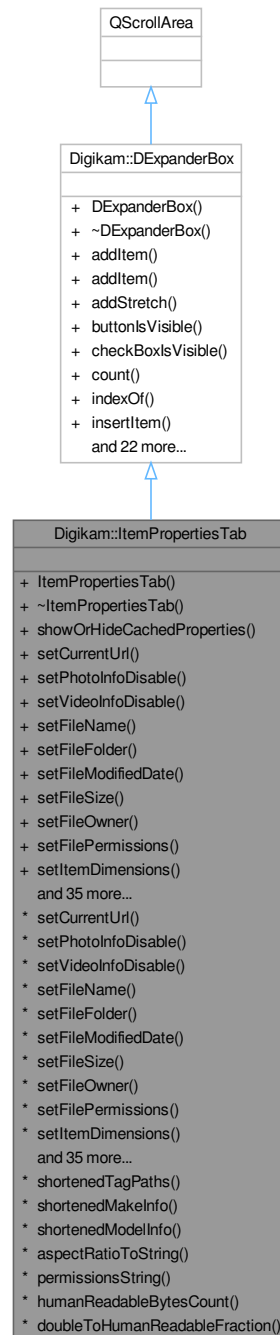 QScrollArea
Digikam::DExpanderBox
+ DExpanderBox()
+ ~DExpanderBox()
+ addItem()
+ addItem()
+ addStretch()
+ buttonIsVisible()
+ checkBoxIsVisible()
+ count()
+ indexOf()
+ insertItem()
and 22 more...
Digikam::ItemPropertiesTab
+ ItemPropertiesTab()
+ ~ItemPropertiesTab()
+ showOrHideCachedProperties()
+ setCurrentUrl()
+ setPhotoInfoDisable()
+ setVideoInfoDisable()
+ setFileName()
+ setFileFolder()
+ setFileModifiedDate()
+ setFileSize()
+ setFileOwner()
+ setFilePermissions()
+ setItemDimensions()
and 35 more...
* setCurrentUrl()
* setPhotoInfoDisable()
* setVideoInfoDisable()
* setFileName()
* setFileFolder()
* setFileModifiedDate()
* setFileSize()
* setFileOwner()
* setFilePermissions()
* setItemDimensions()
and 35 more...
* shortenedTagPaths()
* shortenedMakeInfo()
* shortenedModelInfo()
* aspectRatioToString()
* permissionsString()
* humanReadableBytesCount()
* doubleToHumanReadableFraction()